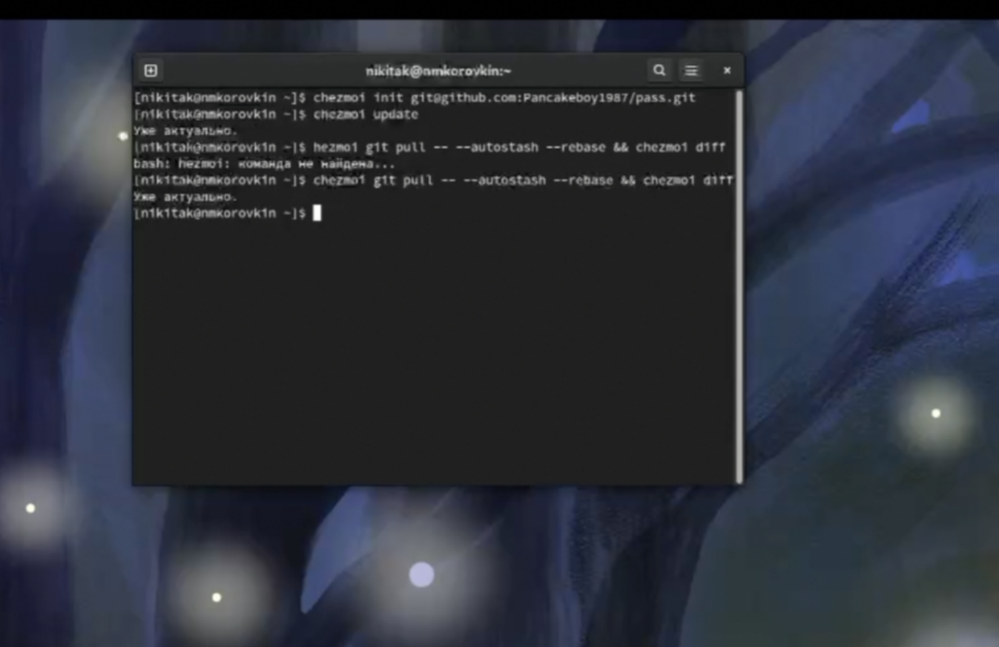 nikitak@nmkorovkin:~
[nikitak@nmkorovkin ~]$ chezmoi init git@github.com:Pancakeboy1987/pass.git
[nikitak@nmkorovkin ~]$ chezmoi update
Уже актуально.
[nikitak@nmkorovkin ~]$ hezmoi git pull -- --autostash --rebase && chezmoi diff
bash: hezmoi: команда не найдена...
[nikitak@nmkorovkin ~]$ chezmoi git pull -- --autostash --rebase && chezmoi diff
Уже актуально.
[nikitak@nmkorovkin ~]$